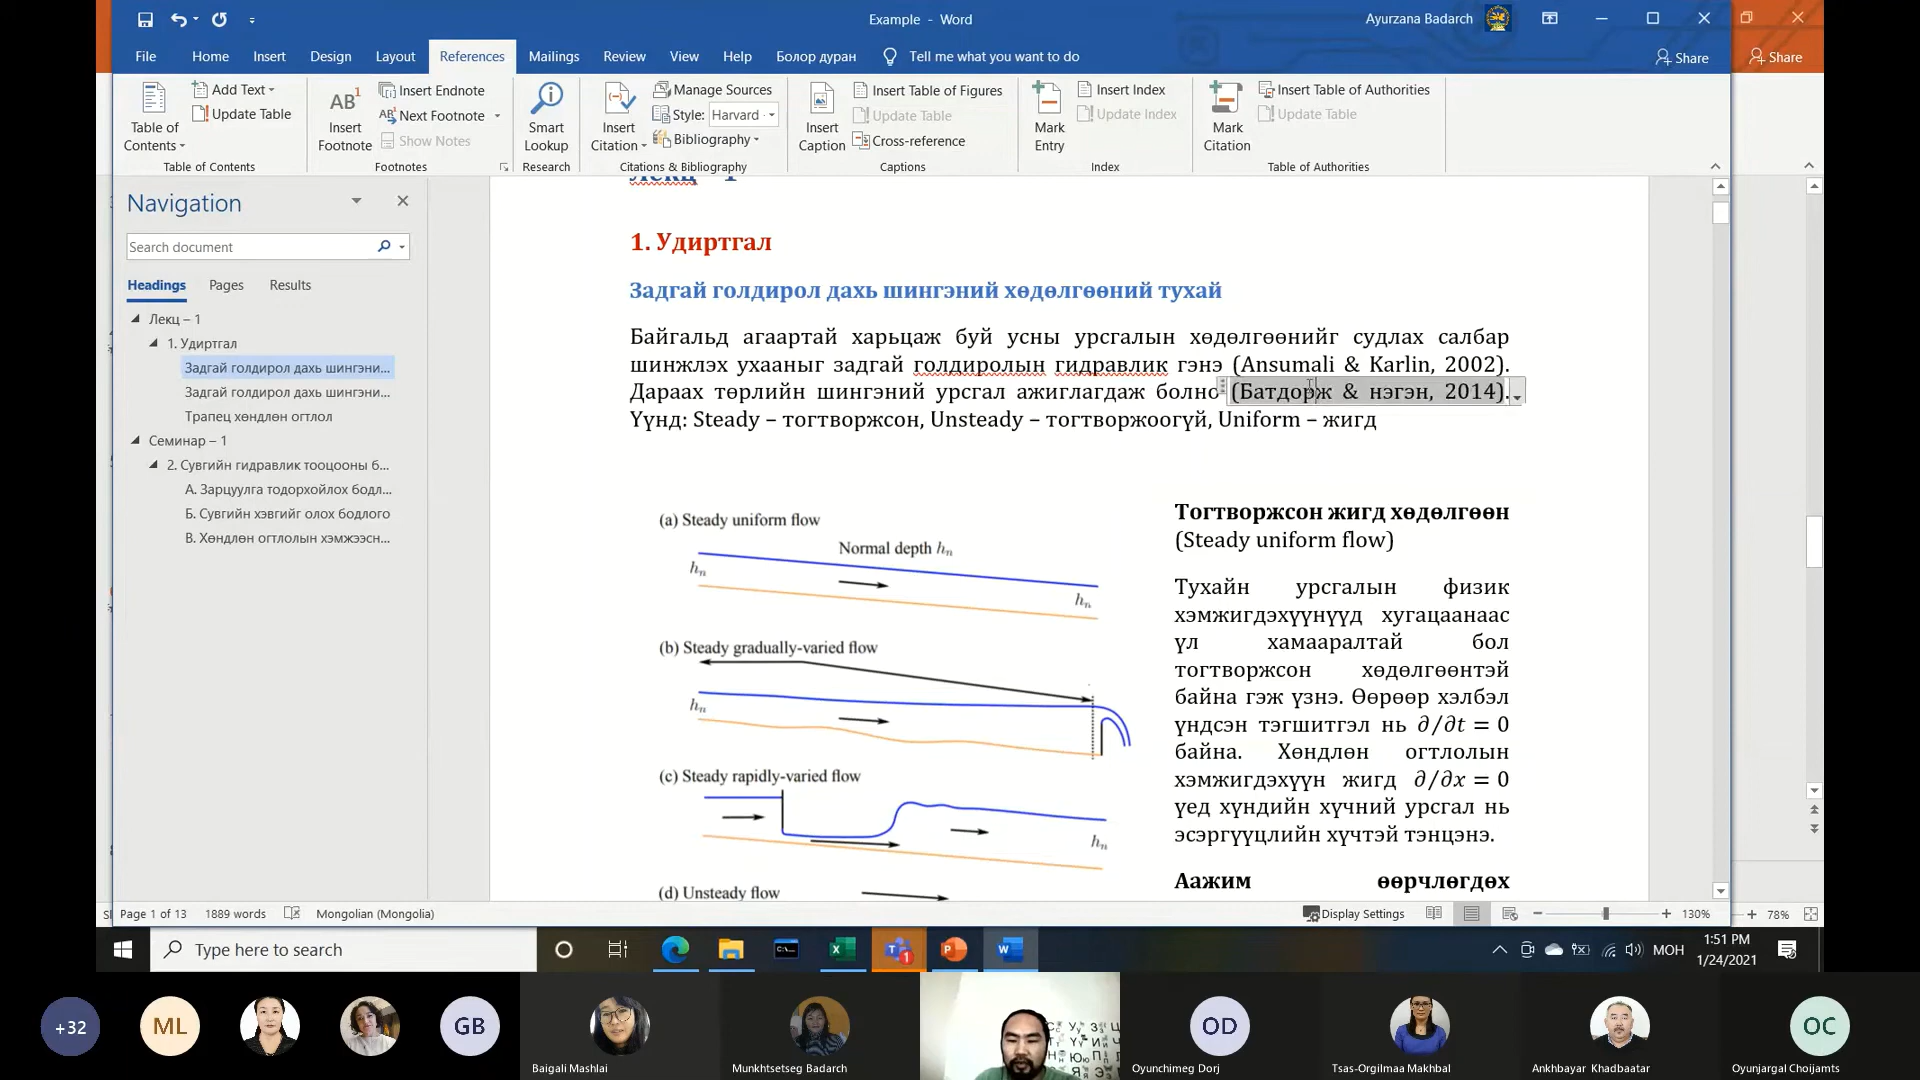 Example - Word
Ayurzana Badarch
File Home Insert Design Layout References Mailings Review View Help Болор дуран Tell me what you want to do
Share
Share
Table of Contents
Add Text
Update Table
Table of Contents
AB¹ Insert Footnote
Insert Endnote
Next Footnote
Show Notes
Footnotes
Smart Lookup
Research
Insert Citation
Manage Sources
Style: Harvard
Bibliography
Citations & Bibliography
Insert Caption
Insert Table of Figures
Update Table
Cross-reference
Captions
Mark Entry
Insert Index
Update Index
Index
Mark Citation
Insert Table of Authorities
Update Table
Table of Authorities
Navigation
Search document
Headings Pages Results
Лекц – 1
1. Удиртгал
Задгай голдирол дахь шингэни...
Задгай голдирол дахь шингэни...
Трапец хөндлөн огтлол
Семинар – 1
2. Сувгийн гидравлик тооцооны б...
А. Зарцуулга тодорхойлох бодл...
Б. Сувгийн хэвгийг олох бодлого
В. Хөндлөн огтлолын хэмжээсн...
Лекц – 1
1. Удиртгал
Задгай голдирол дахь шингэний хөдөлгөөний тухай
Байгальд агаартай харьцаж буй усны урсгалын хөдөлгөөнийг судлах салбар
шинжлэх ухааныг задгай голдиролын гидравлик гэнэ (Ansumali & Karlin, 2002).
Дараах төрлийн шингэний урсгал ажиглагдаж болно (Батдорж & нэгэн, 2014).
Үүнд: Steady – тогтворжсон, Unsteady – тогтворжоогүй, Uniform – жигд
(a) Steady uniform flow
Normal depth hn
hn
hn
(b) Steady gradually-varied flow
hn
(c) Steady rapidly-varied flow
hn
(d) Unsteady flow
Тогтворжсон жигд хөдөлгөөн
(Steady uniform flow)
Тухайн урсгалын физик
хэмжигдэхүүнүүд хугацаанаас
үл хамааралтай бол
тогтворжсон хөдөлгөөнтэй
байна гэж үзнэ. Өөрөөр хэлбэл
үндсэн тэгшитгэл нь ∂/∂t = 0
байна. Хөндлөн огтлолын
хэмжигдэхүүн жигд ∂/∂x = 0
үед хүндийн хүчний урсгал нь
эсэргүүцлийн хүчтэй тэнцэнэ.
Аажим өөрчлөгдөх
Page 1 of 13 1889 words Mongolian (Mongolia)
Display Settings
130%
78%
Type here to search
МОН
1:51 PM
1/24/2021
+32
ML
GB
OD
OC
Baigali Mashlai
Munkhtsetseg Badarch
Oyunchimeg Dorj
Tsas-Orgilmaa Makhbal
Ankhbayar Khadbaatar
Oyunjargal Choijamts